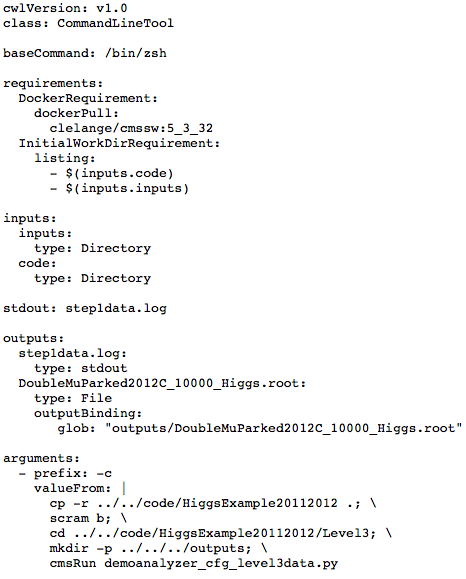 cwlVersion: v1.0
class: CommandLineTool

baseCommand: /bin/zsh

requirements:
  DockerRequirement:
    dockerPull:
      clelange/cmssw:5_3_32
  InitialWorkDirRequirement:
    listing:
      - $(inputs.code)
      - $(inputs.inputs)

inputs:
  inputs:
    type: Directory
  code:
    type: Directory

stdout: step1data.log

outputs:
  step1data.log:
    type: stdout
  DoubleMuParked2012C_10000_Higgs.root:
    type: File
    outputBinding:
       glob: "outputs/DoubleMuParked2012C_10000_Higgs.root"

arguments:
  - prefix: -c
    valueFrom: |
      cp -r ../../code/HiggsExample20112012 .; \
      scram b; \
      cd ../../code/HiggsExample20112012/Level3; \
      mkdir -p ../../../outputs; \
      cmsRun demoanalyzer_cfg_level3data.py